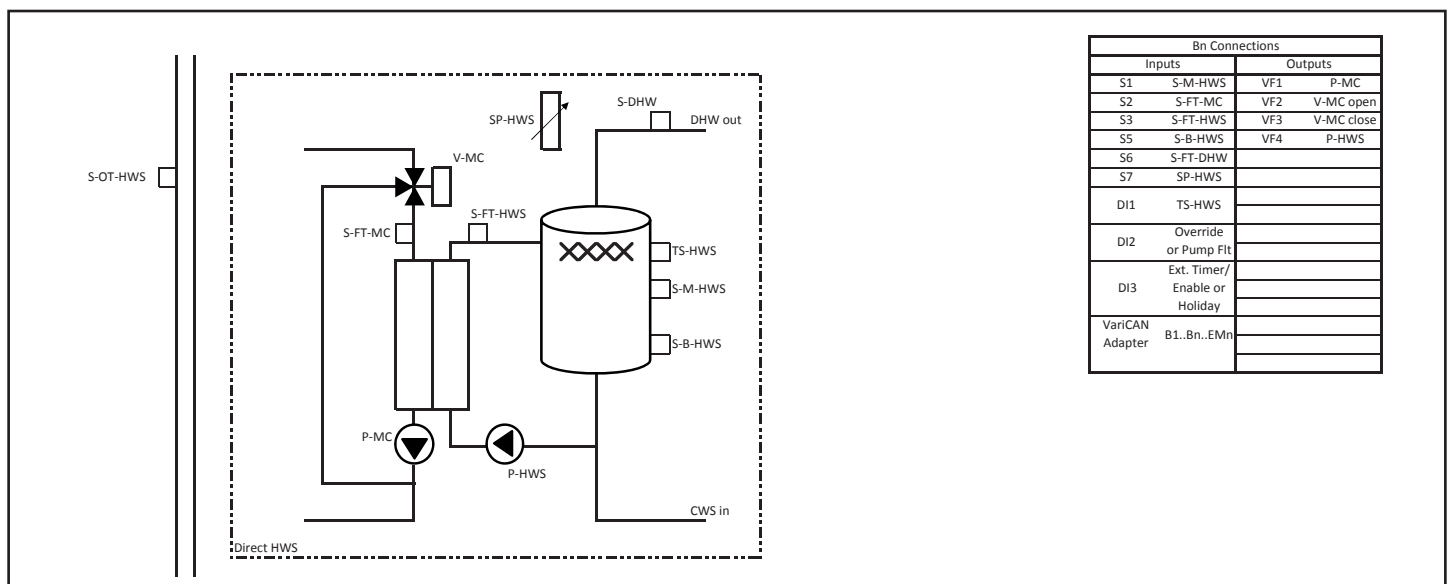 S-OT-HWS
SP-HWS
S-DHW
DHW out
V-MC
S-FT-MC
S-FT-HWS
TS-HWS
S-M-HWS
S-B-HWS
P-MC
P-HWS
CWS in
Direct HWS
Bn Connections
Inputs Outputs
S1 S-M-HWS VF1 P-MC
S2 S-FT-MC VF2 V-MC open
S3 S-FT-HWS VF3 V-MC close
S5 S-B-HWS VF4 P-HWS
S6 S-FT-DHW
S7 SP-HWS
DI1 TS-HWS
DI2 Override
or Pump Flt
Ext. Timer/
DI3 Enable or
Holiday
VariCAN
Adapter B1..Bn..EMn